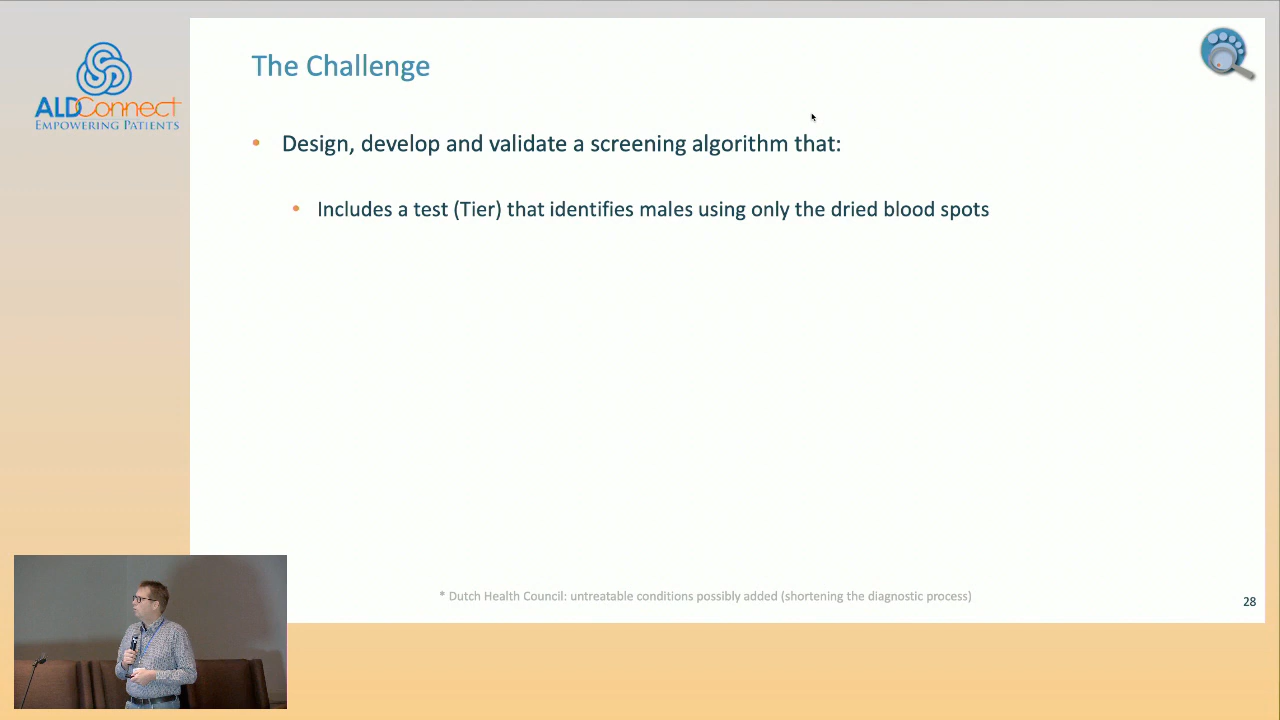 The Challenge
ALDConnect
EMPOWERING PATIENTS
• Design, develop and validate a screening algorithm that:
• Includes a test (Tier) that identifies males using only the dried blood spots
* Dutch Health Council: untreatable conditions possibly added (shortening the diagnostic process)
28